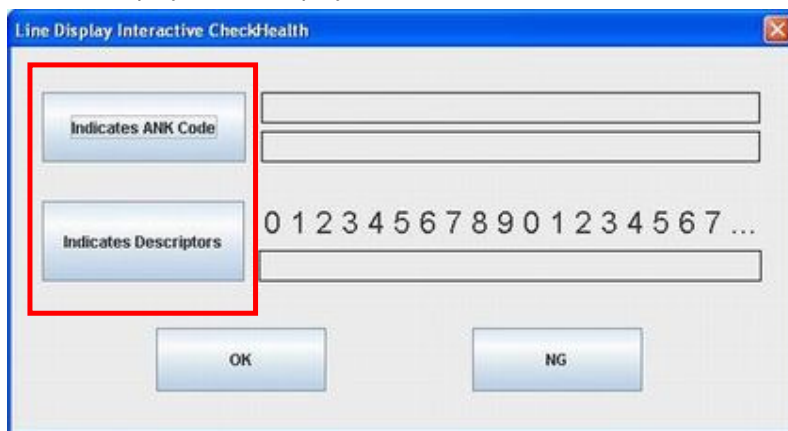 Line Display Interactive CheckHealth
Indicates ANK Code
Indicates Descriptors
0 1 2 3 4 5 6 7 8 9 0 1 2 3 4 5 6 7 ...
OK
NG